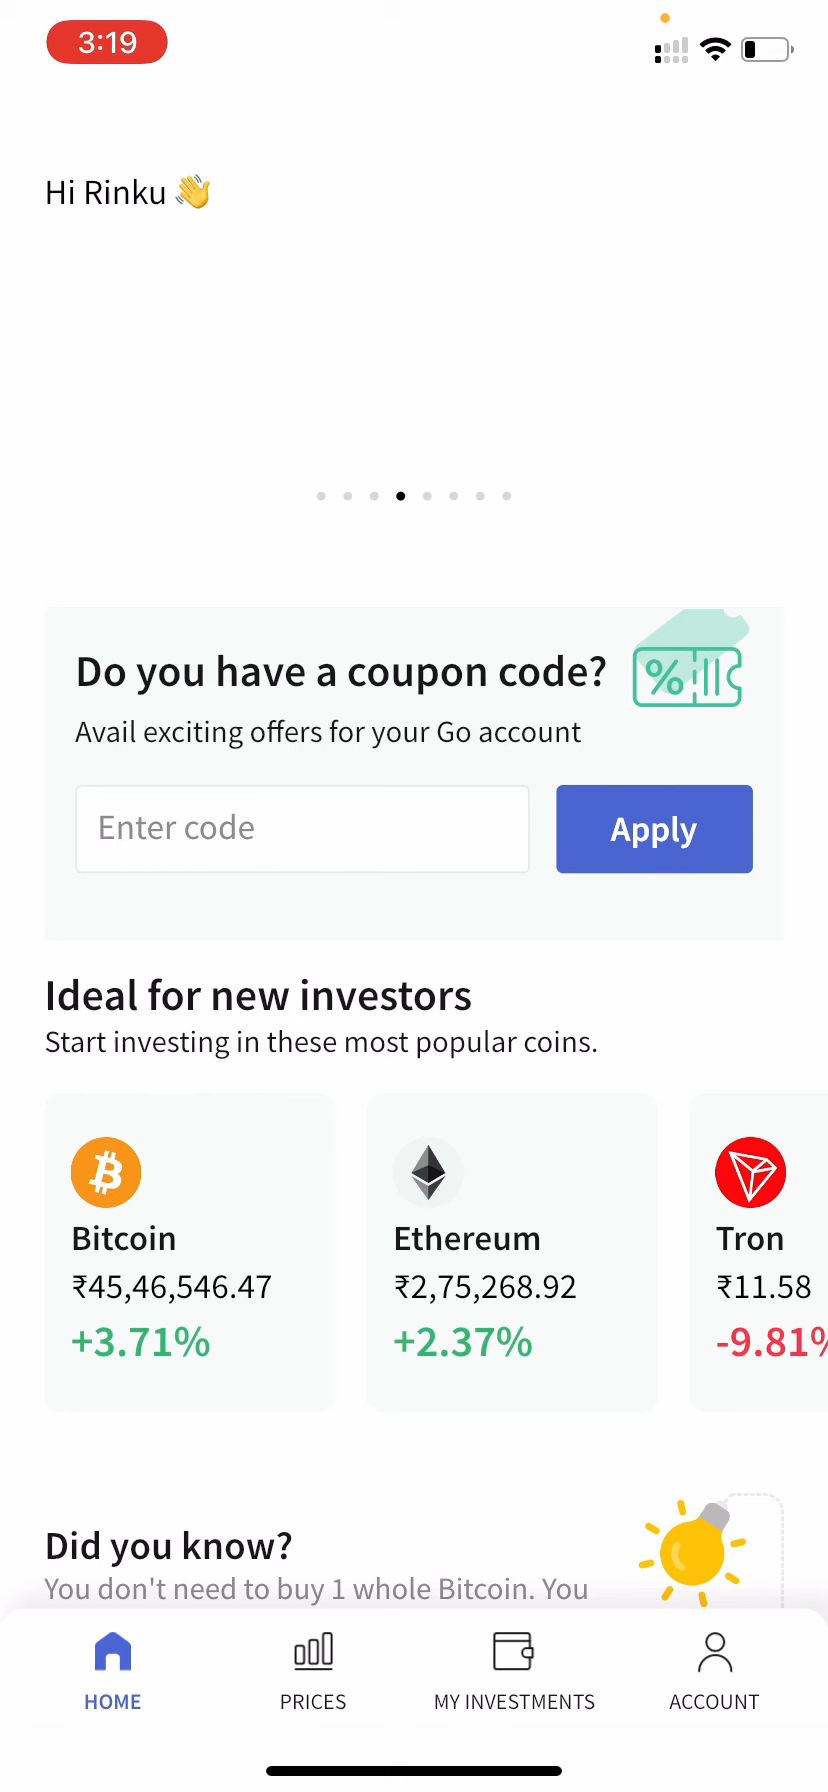 3:19
Hi Rinku 👋
Do you have a coupon code?
Avail exciting offers for your Go account
Enter code
Apply
Ideal for new investors
Start investing in these most popular coins.
Bitcoin
₹45,46,546.47
+3.71%
Ethereum
₹2,75,268.92
+2.37%
Tron
₹11.58
-9.81%
Did you know?
You don't need to buy 1 whole Bitcoin. You
HOME
PRICES
MY INVESTMENTS
ACCOUNT